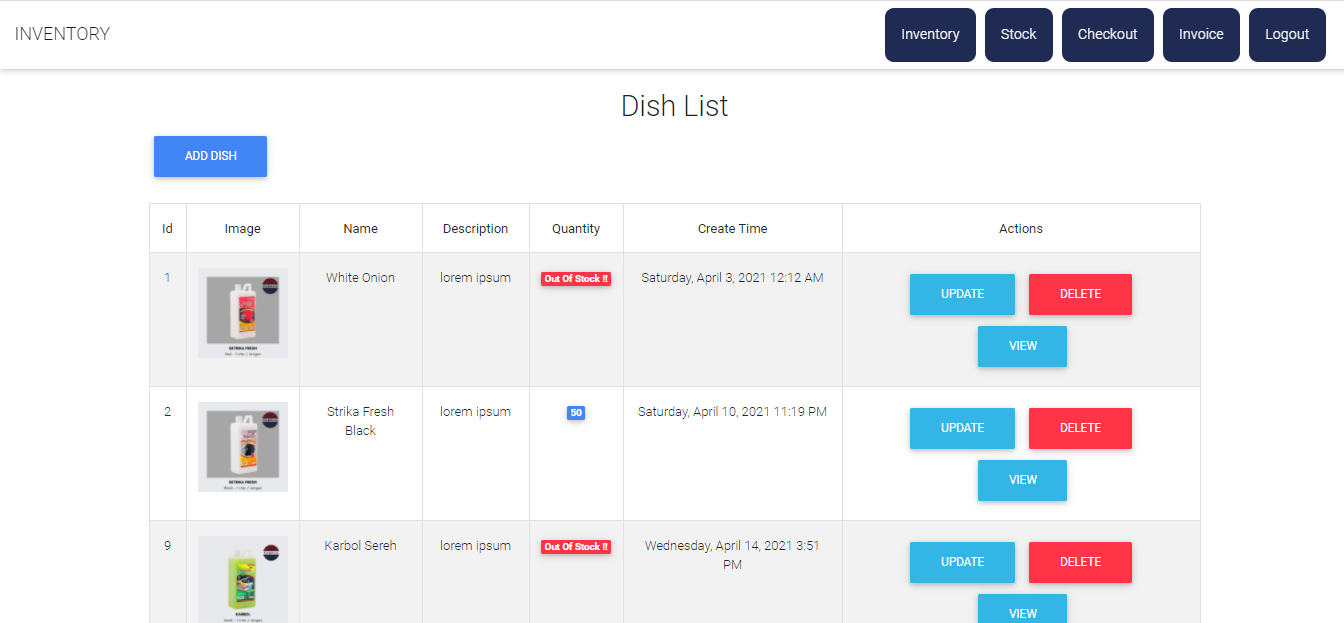 INVENTORY
Inventory Stock Checkout Invoice Logout
Dish List
ADD DISH
Id Image Name Description Quantity Create Time Actions
1 White Onion lorem ipsum Out Of Stock !! Saturday, April 3, 2021 12:12 AM
UPDATE DELETE
VIEW
SETRIKA FRESH
2 Strika Fresh lorem ipsum 50 Saturday, April 10, 2021 11:19 PM
Black
UPDATE DELETE
VIEW
SETRIKA FRESH
9 Karbol Sereh lorem ipsum Out Of Stock !! Wednesday, April 14, 2021 3:51
PM
UPDATE DELETE
VIEW
KARBOL